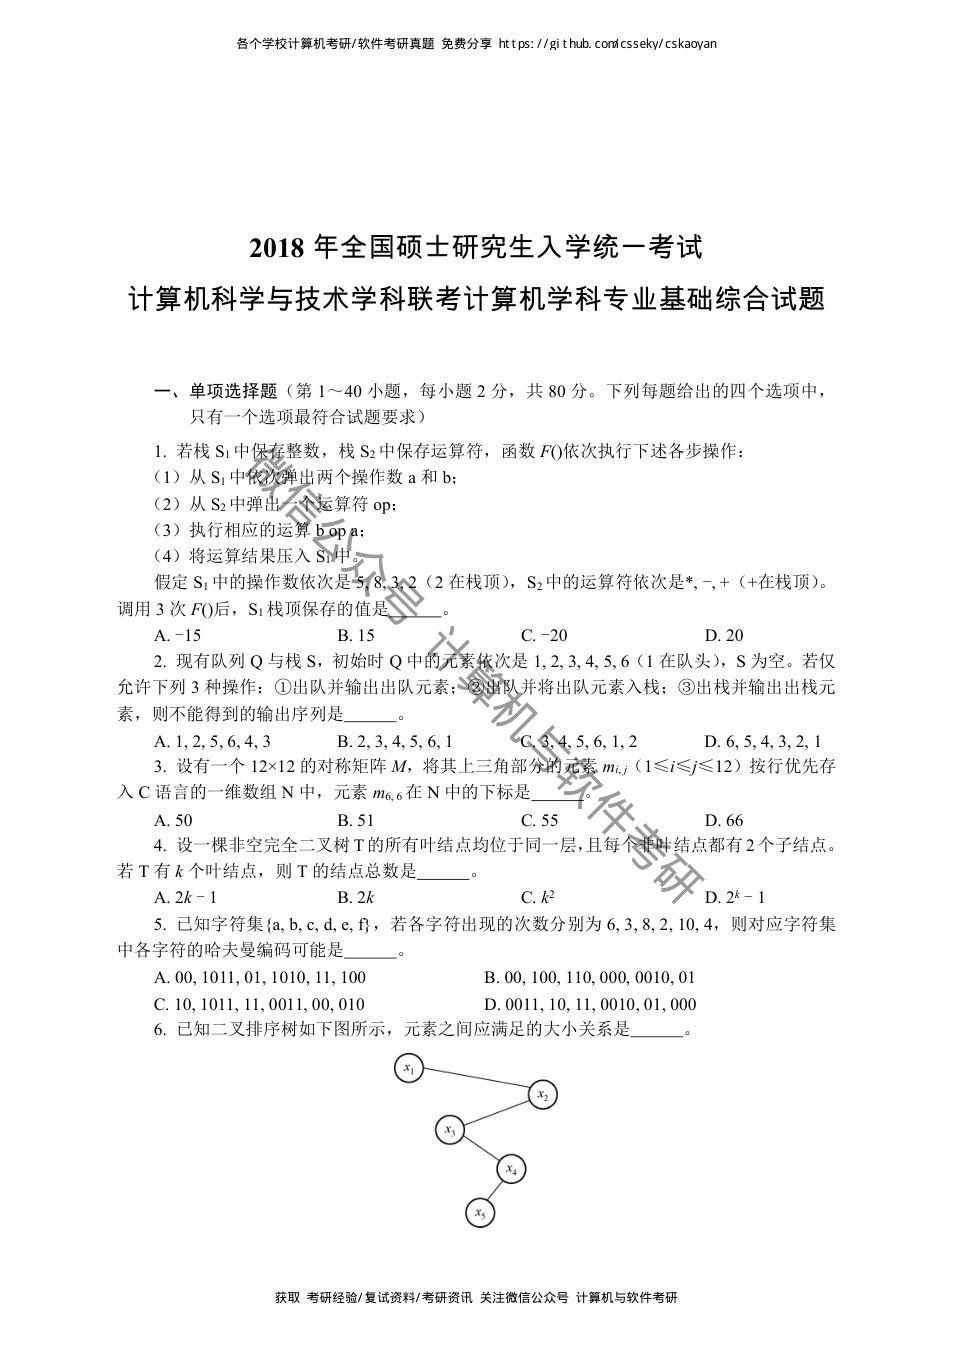 各个学校计算机考研/软件考研真题 免费分享 https://github.com/csseky/cskaoyan
2018 年全国硕士研究生入学统一考试
计算机科学与技术学科联考计算机学科专业基础综合试题
一、单项选择题（第 1～40 小题，每小题 2 分，共 80 分。下列每题给出的四个选项中，
只有一个选项最符合试题要求）
1. 若栈 S1 中保存整数，栈 S2 中保存运算符，函数 F()依次执行下述各步操作：
（1）从 S1 中依次弹出两个操作数 a 和 b；
（2）从 S2 中弹出一个运算符 op；
（3）执行相应的运算 b op a；
（4）将运算结果压入 S1 中。
假定 S1 中的操作数依次是 5, 8, 3, 2（2 在栈顶），S2 中的运算符依次是*, -, +（+在栈顶）。
调用 3 次 F()后，S1 栈顶保存的值是______。
A. -15 B. 15 C. -20 D. 20
2. 现有队列 Q 与栈 S，初始时 Q 中的元素依次是 1, 2, 3, 4, 5, 6（1 在队头），S 为空。若仅
允许下列 3 种操作：①出队并输出出队元素；②出队并将出队元素入栈；③出栈并输出出栈元
素，则不能得到的输出序列是______。
A. 1, 2, 5, 6, 4, 3 B. 2, 3, 4, 5, 6, 1 C. 3, 4, 5, 6, 1, 2 D. 6, 5, 4, 3, 2, 1
3. 设有一个 12×12 的对称矩阵 M，将其上三角部分的元素 mi, j（1≤i≤j≤12）按行优先存
入 C 语言的一维数组 N 中，元素 m6, 6 在 N 中的下标是______。
A. 50 B. 51 C. 55 D. 66
4. 设一棵非空完全二叉树 T 的所有叶结点均位于同一层，且每个非叶结点都有 2 个子结点。
若 T 有 k 个叶结点，则 T 的结点总数是______。
A. 2k - 1 B. 2k C. k² D. 2ᵏ - 1
5. 已知字符集{a, b, c, d, e, f}，若各字符出现的次数分别为 6, 3, 8, 2, 10, 4，则对应字符集
中各字符的哈夫曼编码可能是______。
A. 00, 1011, 01, 1010, 11, 100 B. 00, 100, 110, 000, 0010, 01
C. 10, 1011, 11, 0011, 00, 010 D. 0011, 10, 11, 0010, 01, 000
6. 已知二叉排序树如下图所示，元素之间应满足的大小关系是______。
x1
x2
x3
x4
x5
微信公众号 计算机与软件考研
获取 考研经验/复试资料/考研资讯 关注微信公众号 计算机与软件考研